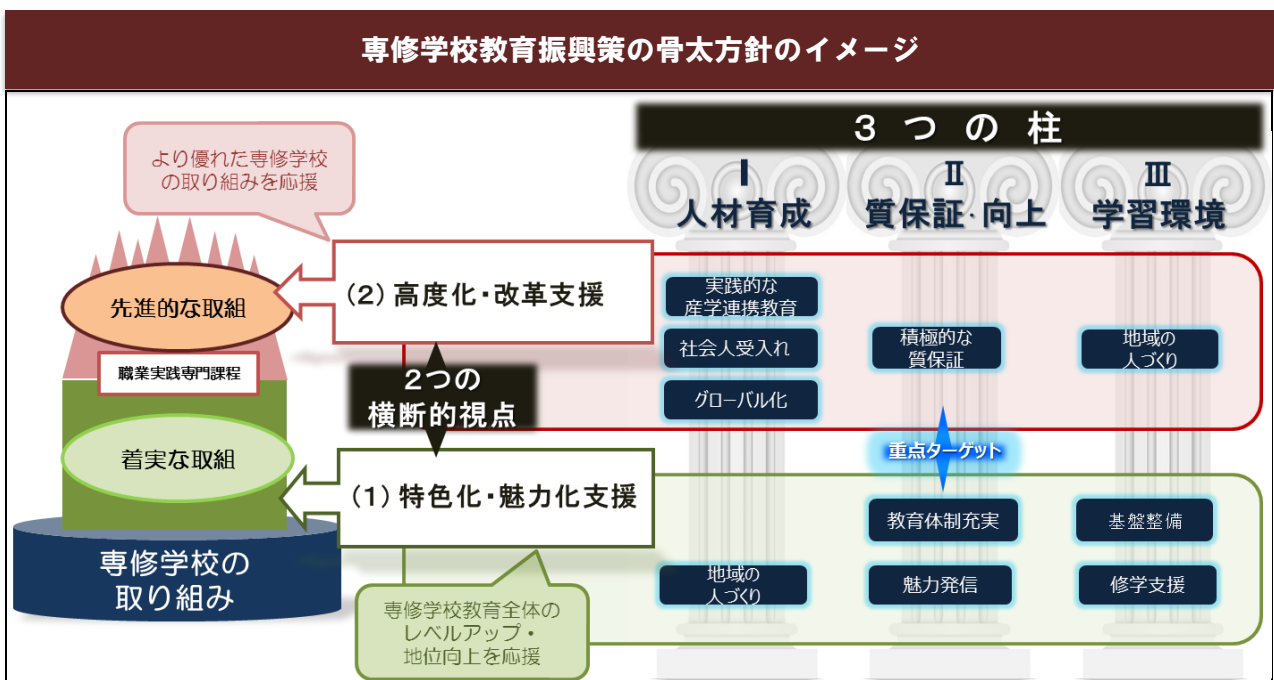 専修学校教育振興策の骨太方針のイメージ
3つの柱
Ⅰ
人材育成
Ⅱ
質保証・向上
Ⅲ
学習環境
より優れた専修学校
の取り組みを応援
(2)高度化・改革支援
先進的な取組
職業実践専門課程
実践的な
産学連携教育
社会人受入れ
グローバル化
積極的な
質保証
地域の
人づくり
2つの
横断的視点
重点ターゲット
着実な取組
(1)特色化・魅力化支援
教育体制充実
基盤整備
地域の
人づくり
魅力発信
修学支援
専修学校の
取り組み
専修学校教育全体の
レベルアップ・
地位向上を応援